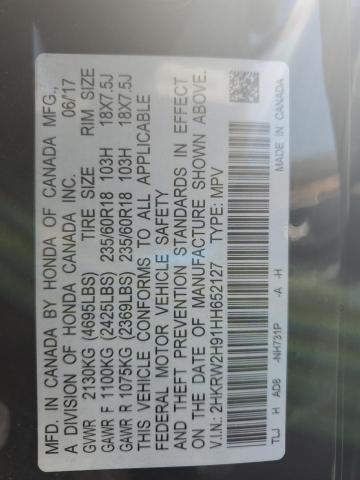 MFD. IN CANADA BY HONDA OF CANADA MFG.,
A DIVISION OF HONDA CANADA INC. 06/17
GVWR 2130KG (4695LBS) TIRE SIZE RIM SIZE
GAWR F 1100KG (2425LBS) 235/60R18 103H 18X7.5J
GAWR R 1075KG (2369LBS) 235/60R18 103H 18X7.5J
THIS VEHICLE CONFORMS TO ALL APPLICABLE
FEDERAL MOTOR VEHICLE SAFETY
AND THEFT PREVENTION STANDARDS IN EFFECT
ON THE DATE OF MANUFACTURE SHOWN ABOVE.
V.I.N.: 2HKRW2H91HH652127 TYPE: MPV
TLJ H AD8 -NH731P -A -H MADE IN CANADA